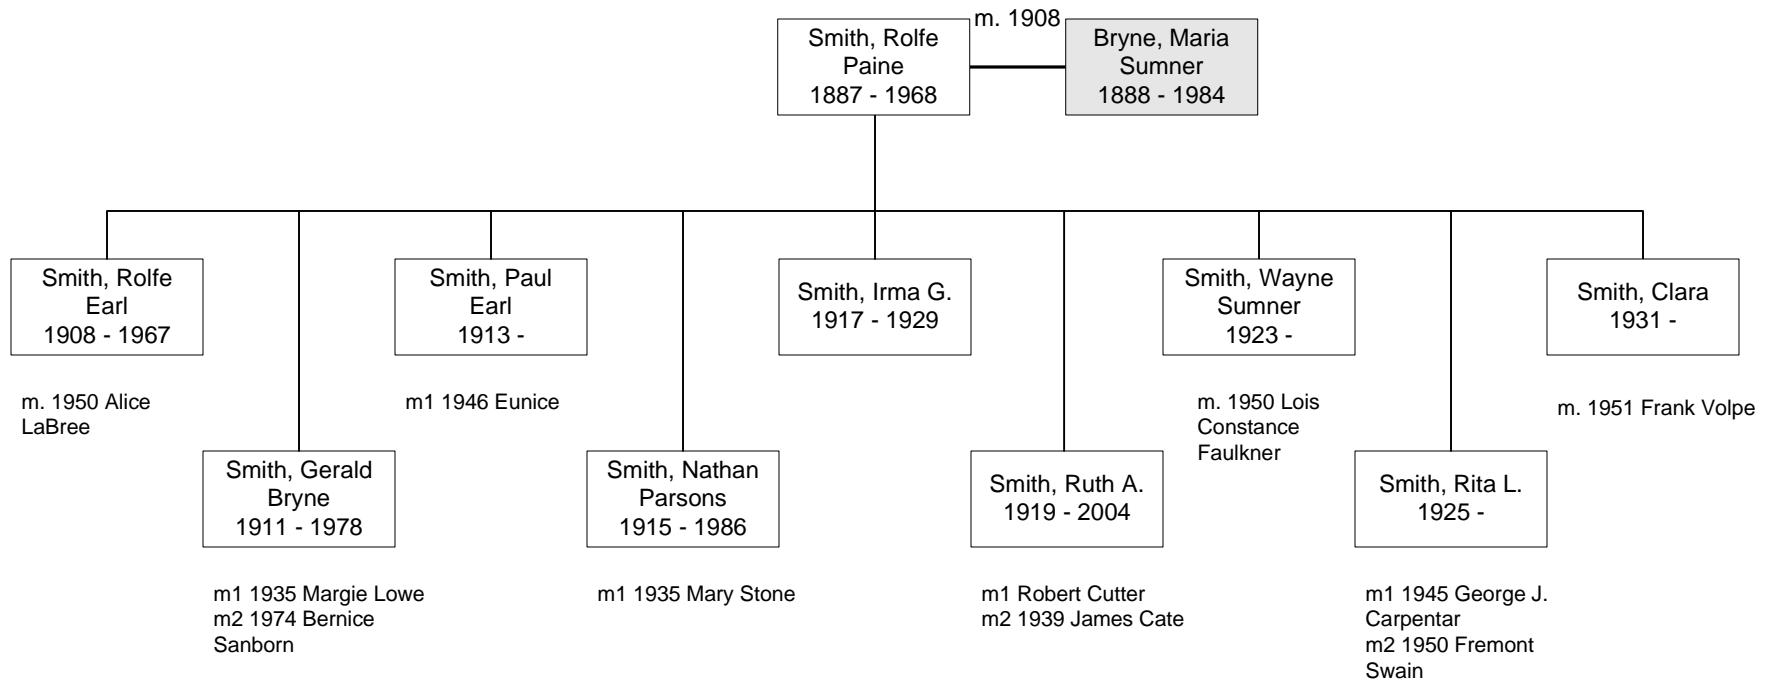 m. 1908
Smith, Rolfe
Paine
1887 - 1968
Bryne, Maria
Sumner
1888 - 1984
Smith, Rolfe
Earl
1908 - 1967
m. 1950 Alice
LaBree
Smith, Gerald
Bryne
1911 - 1978
m1 1935 Margie Lowe
m2 1974 Bernice
Sanborn
Smith, Paul
Earl
1913 -
m1 1946 Eunice
Smith, Nathan
Parsons
1915 - 1986
m1 1935 Mary Stone
Smith, Irma G.
1917 - 1929
Smith, Ruth A.
1919 - 2004
m1 Robert Cutter
m2 1939 James Cate
Smith, Wayne
Sumner
1923 -
m. 1950 Lois
Constance
Faulkner
Smith, Rita L.
1925 -
m1 1945 George J.
Carpentar
m2 1950 Fremont
Swain
Smith, Clara
1931 -
m. 1951 Frank Volpe